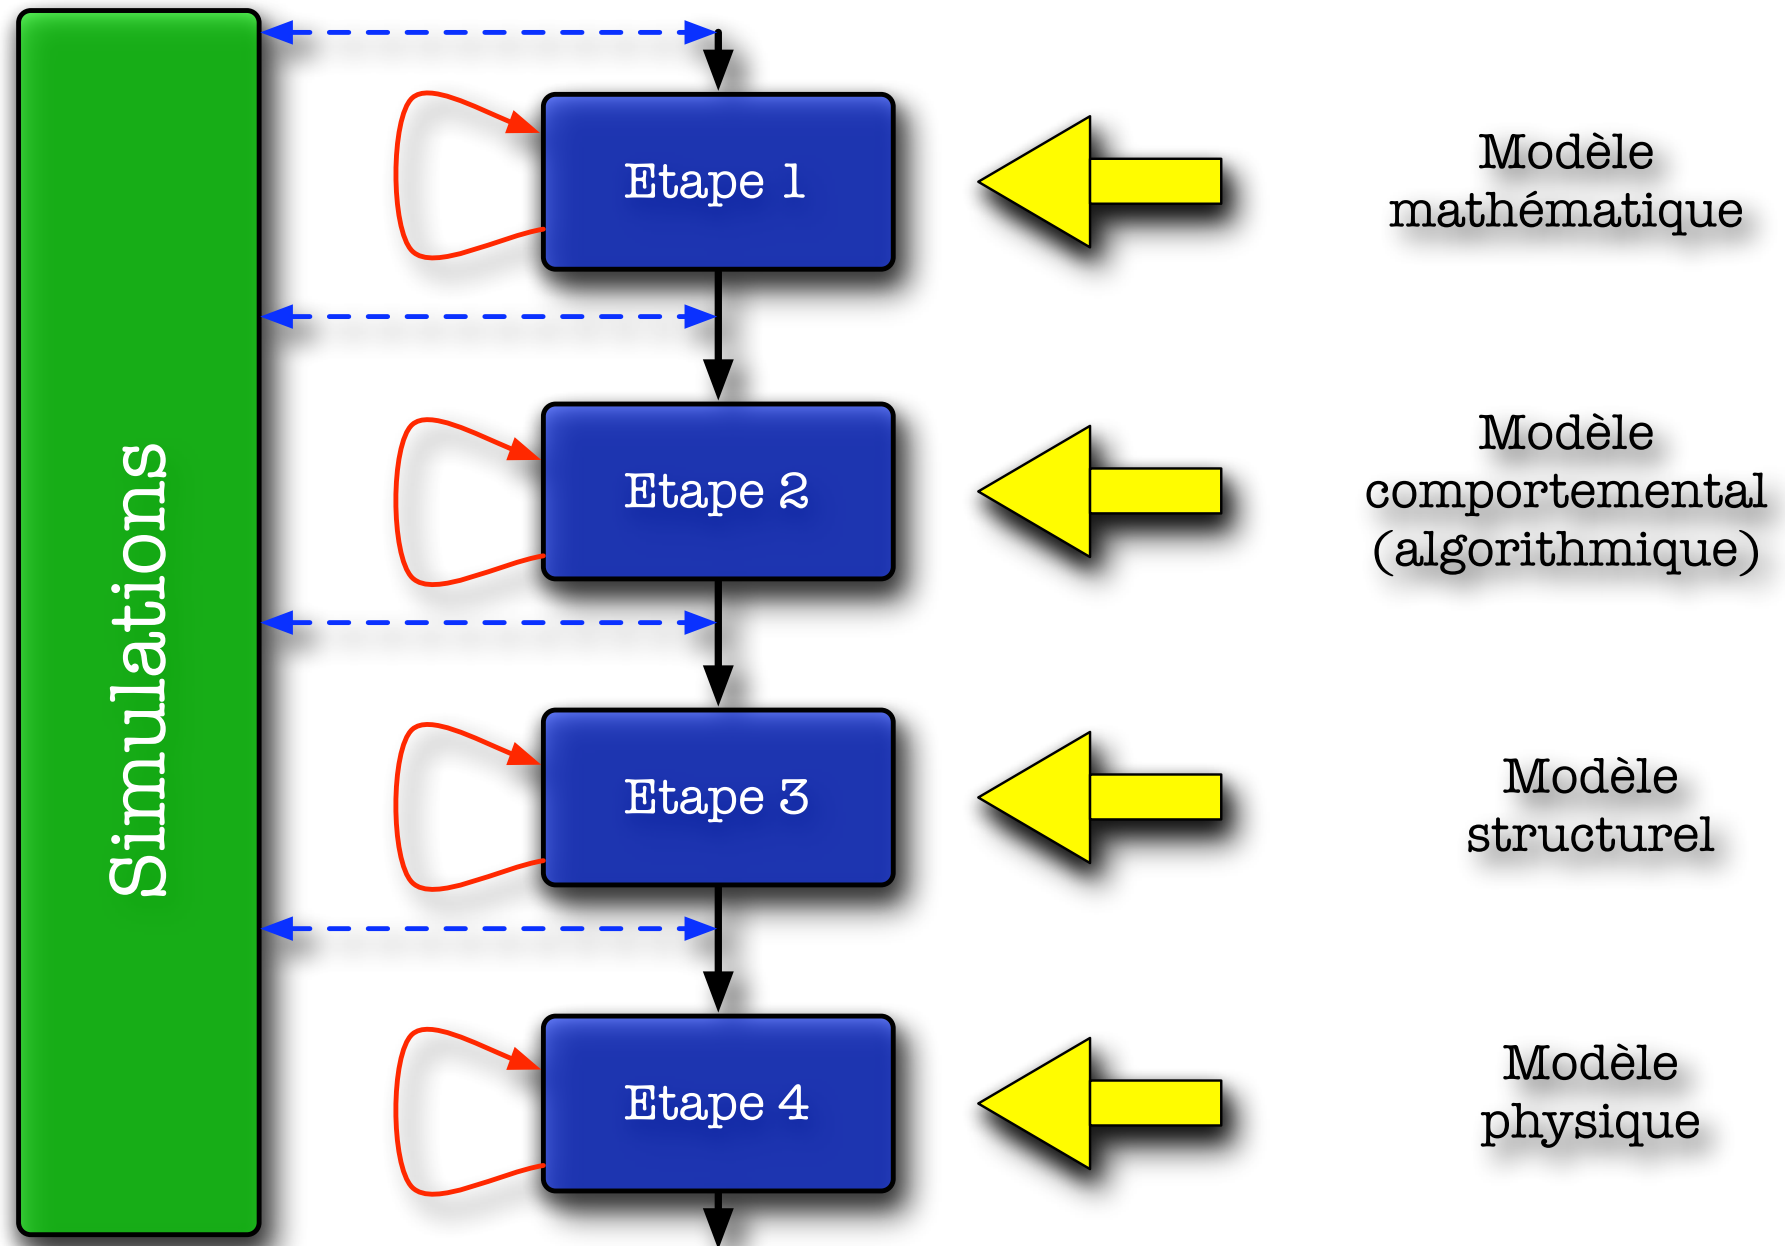 Simulations
Etape 1
Modèle
mathématique
Etape 2
Modèle
comportemental
(algorithmique)
Etape 3
Modèle
structurel
Etape 4
Modèle
physique